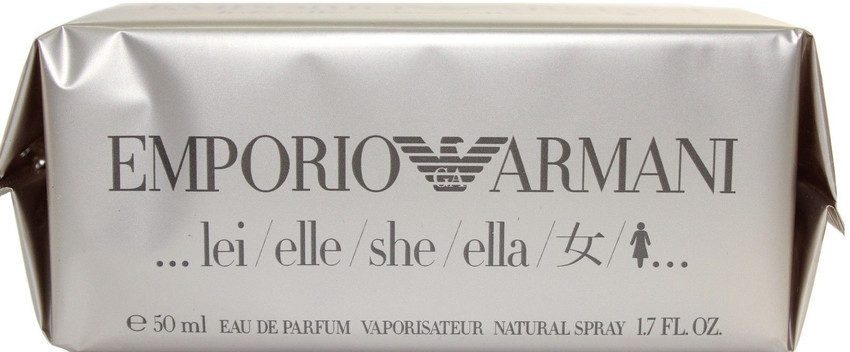 EMPORIO GA ARMANI
... lei/elle/she/ella/女/...
℮ 50 ml EAU DE PARFUM VAPORISATEUR NATURAL SPRAY 1.7 FL. OZ.